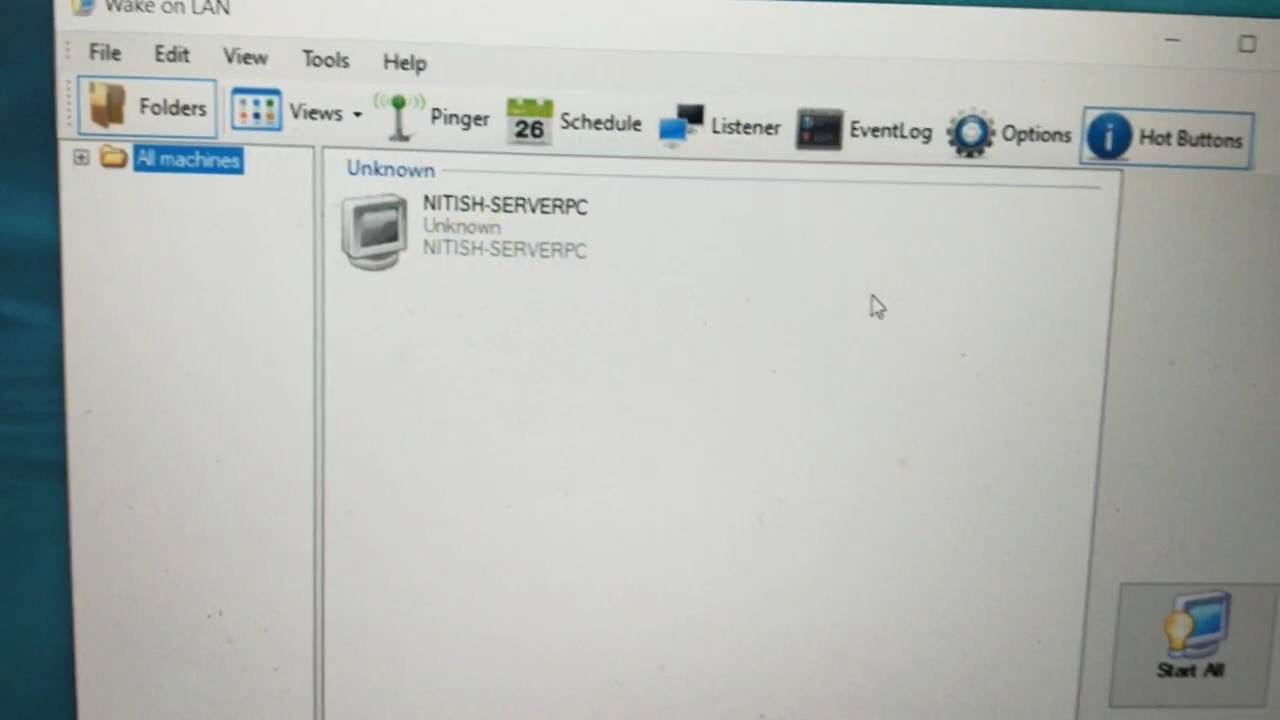 Wake on LAN
File Edit View Tools Help
Folders Views Pinger 26 Schedule Listener EventLog Options i Hot Buttons
All machines
Unknown
NITISH-SERVERPC
Unknown
NITISH-SERVERPC
Start All